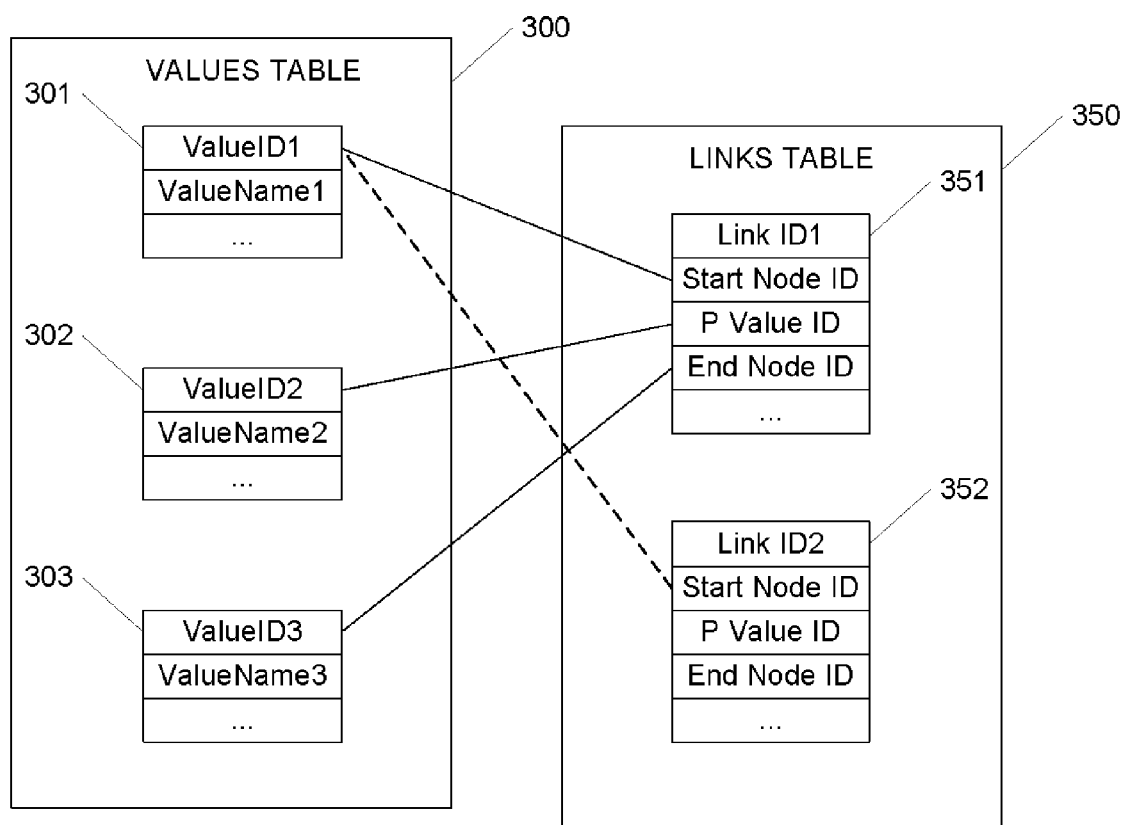 300
VALUES TABLE
301
ValueID1
ValueName1
...
302
ValueID2
ValueName2
...
303
ValueID3
ValueName3
...
350
LINKS TABLE
351
Link ID1
Start Node ID
P Value ID
End Node ID
...
352
Link ID2
Start Node ID
P Value ID
End Node ID
...